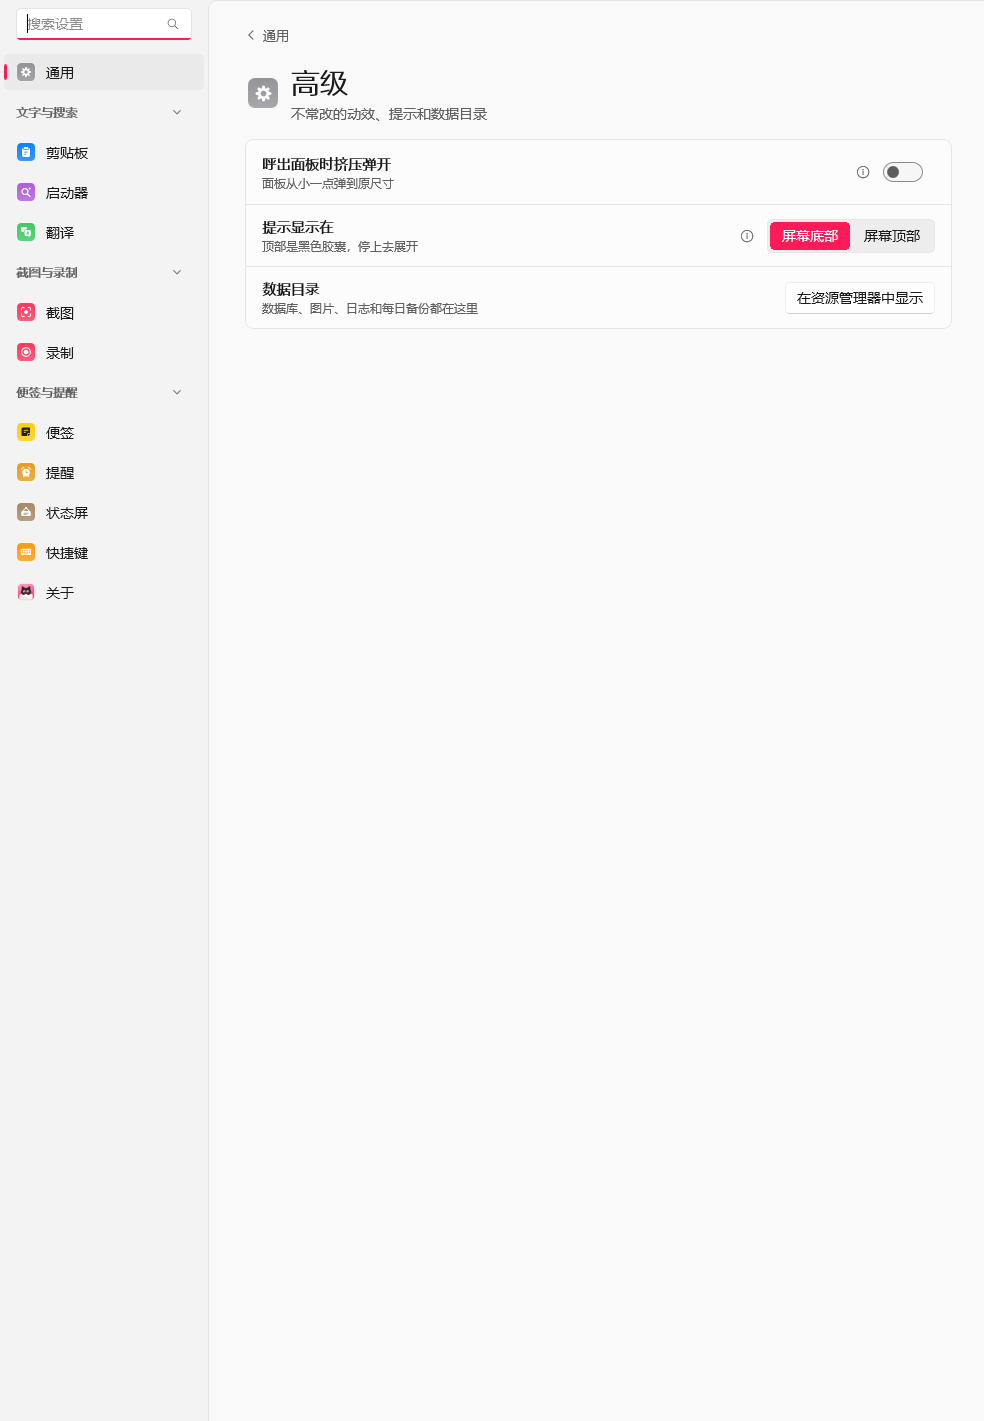 搜索设置
通用
文字与搜索
剪贴板
启动器
翻译
截图与录制
截图
录制
便签与提醒
便签
提醒
状态屏
快捷键
关于
通用
高级
不常改的动效、提示和数据目录
呼出面板时挤压弹开
面板从小一点弹到原尺寸
提示显示在
顶部是黑色胶囊，停上去展开
屏幕底部
屏幕顶部
数据目录
数据库、图片、日志和每日备份都在这里
在资源管理器中显示